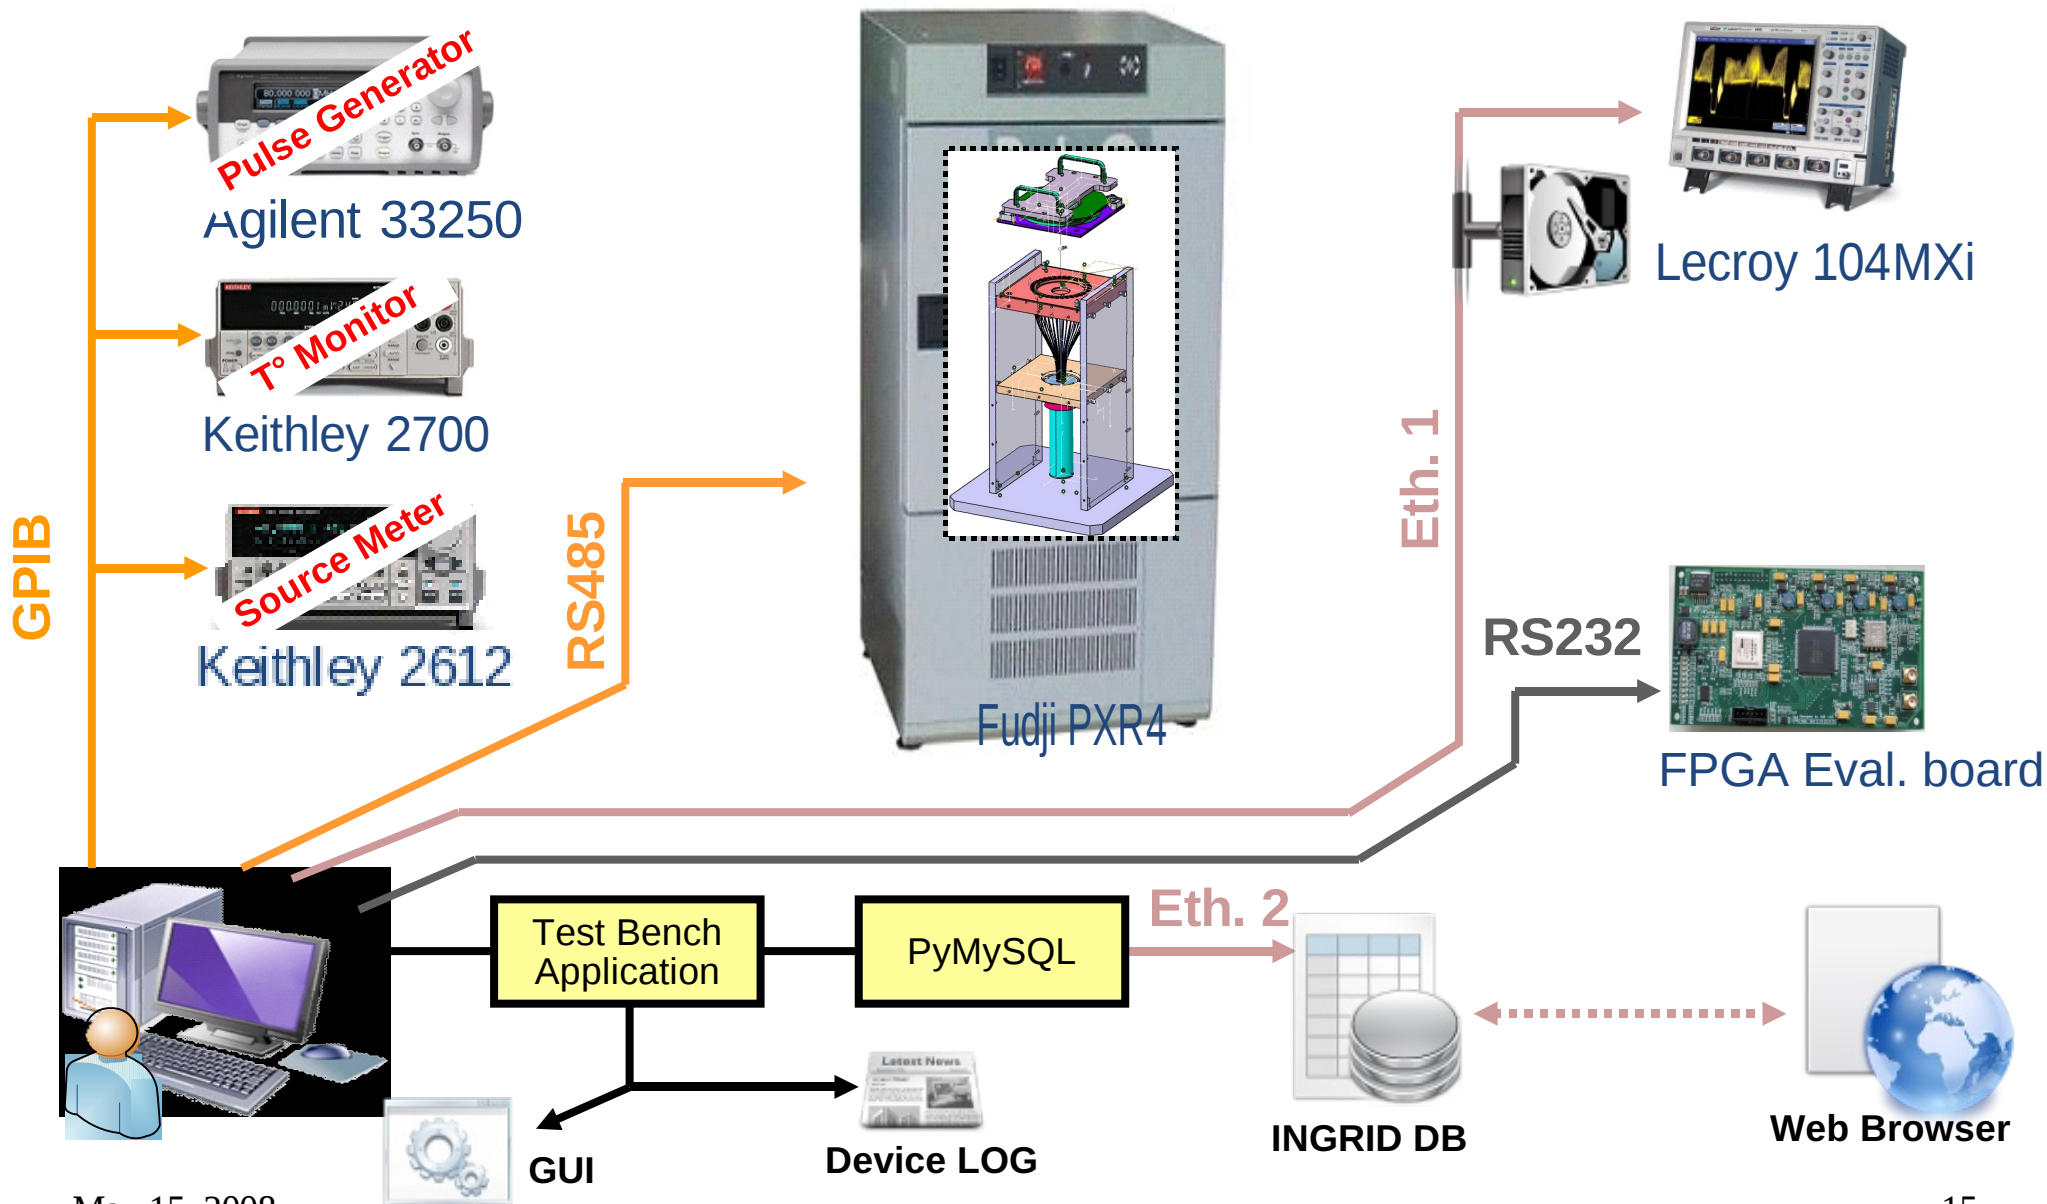 Pulse Generator
Agilent 33250
KEITHLEY
T° Monitor
Keithley 2700
Source Meter
Keithley 2612
GPIB
RS485
Fudji PXR4
Eth. 1
Lecroy 104MXi
RS232
FPGA Eval. board
Test Bench
Application
PyMySQL
Eth. 2
Latest News
GUI
Device LOG
INGRID DB
Web Browser
15